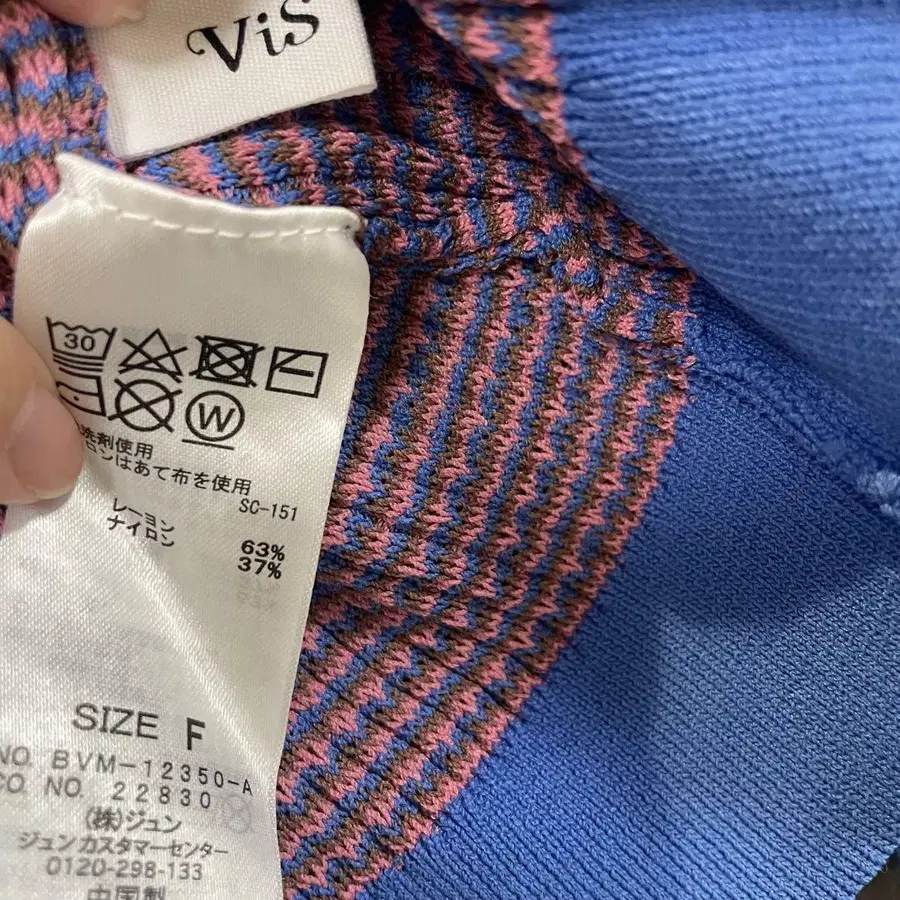 ViS
30
W
洗剤使用
ロンはあて布を使用
SC-151
レーヨン 63%
ナイロン 37%
SIZE F
NO. BVM-12350-A
CO NO. 22830
(株)ジュン
ジュンカスタマーセンター
0120-298-133
中国製